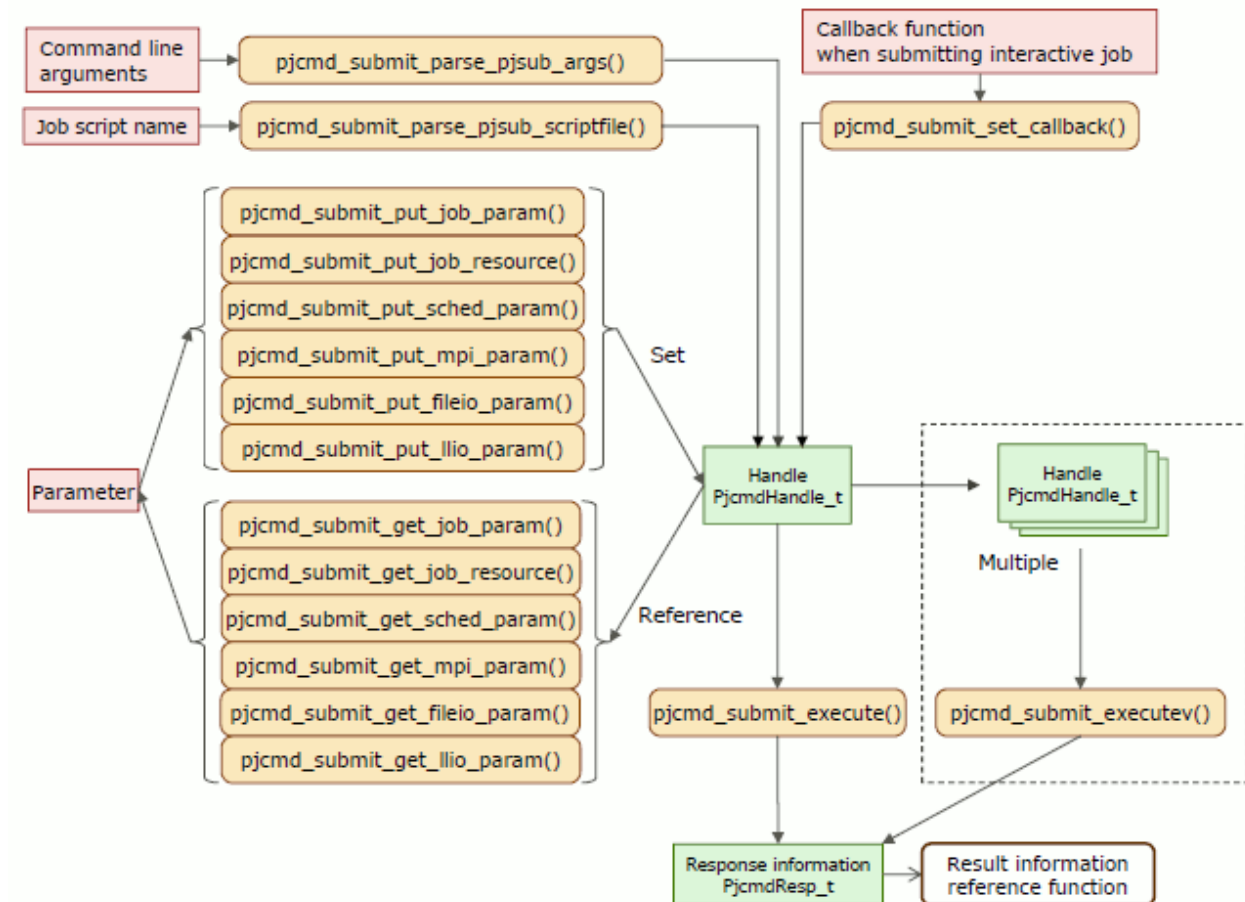 Command line
arguments
pjcmd_submit_parse_pjsub_args()
Callback function
when submitting interactive job
Job script name
pjcmd_submit_parse_pjsub_scriptfile()
pjcmd_submit_set_callback()
pjcmd_submit_put_job_param()
pjcmd_submit_put_job_resource()
pjcmd_submit_put_sched_param()
pjcmd_submit_put_mpi_param()
pjcmd_submit_put_fileio_param()
pjcmd_submit_put_llio_param()
Set
Parameter
Handle
PjcmdHandle_t
Handle
PjcmdHandle_t
Multiple
pjcmd_submit_get_job_param()
pjcmd_submit_get_job_resource()
pjcmd_submit_get_sched_param()
pjcmd_submit_get_mpi_param()
pjcmd_submit_get_fileio_param()
pjcmd_submit_get_llio_param()
Reference
pjcmd_submit_execute()
pjcmd_submit_executev()
Response information
PjcmdResp_t
Result information
reference function